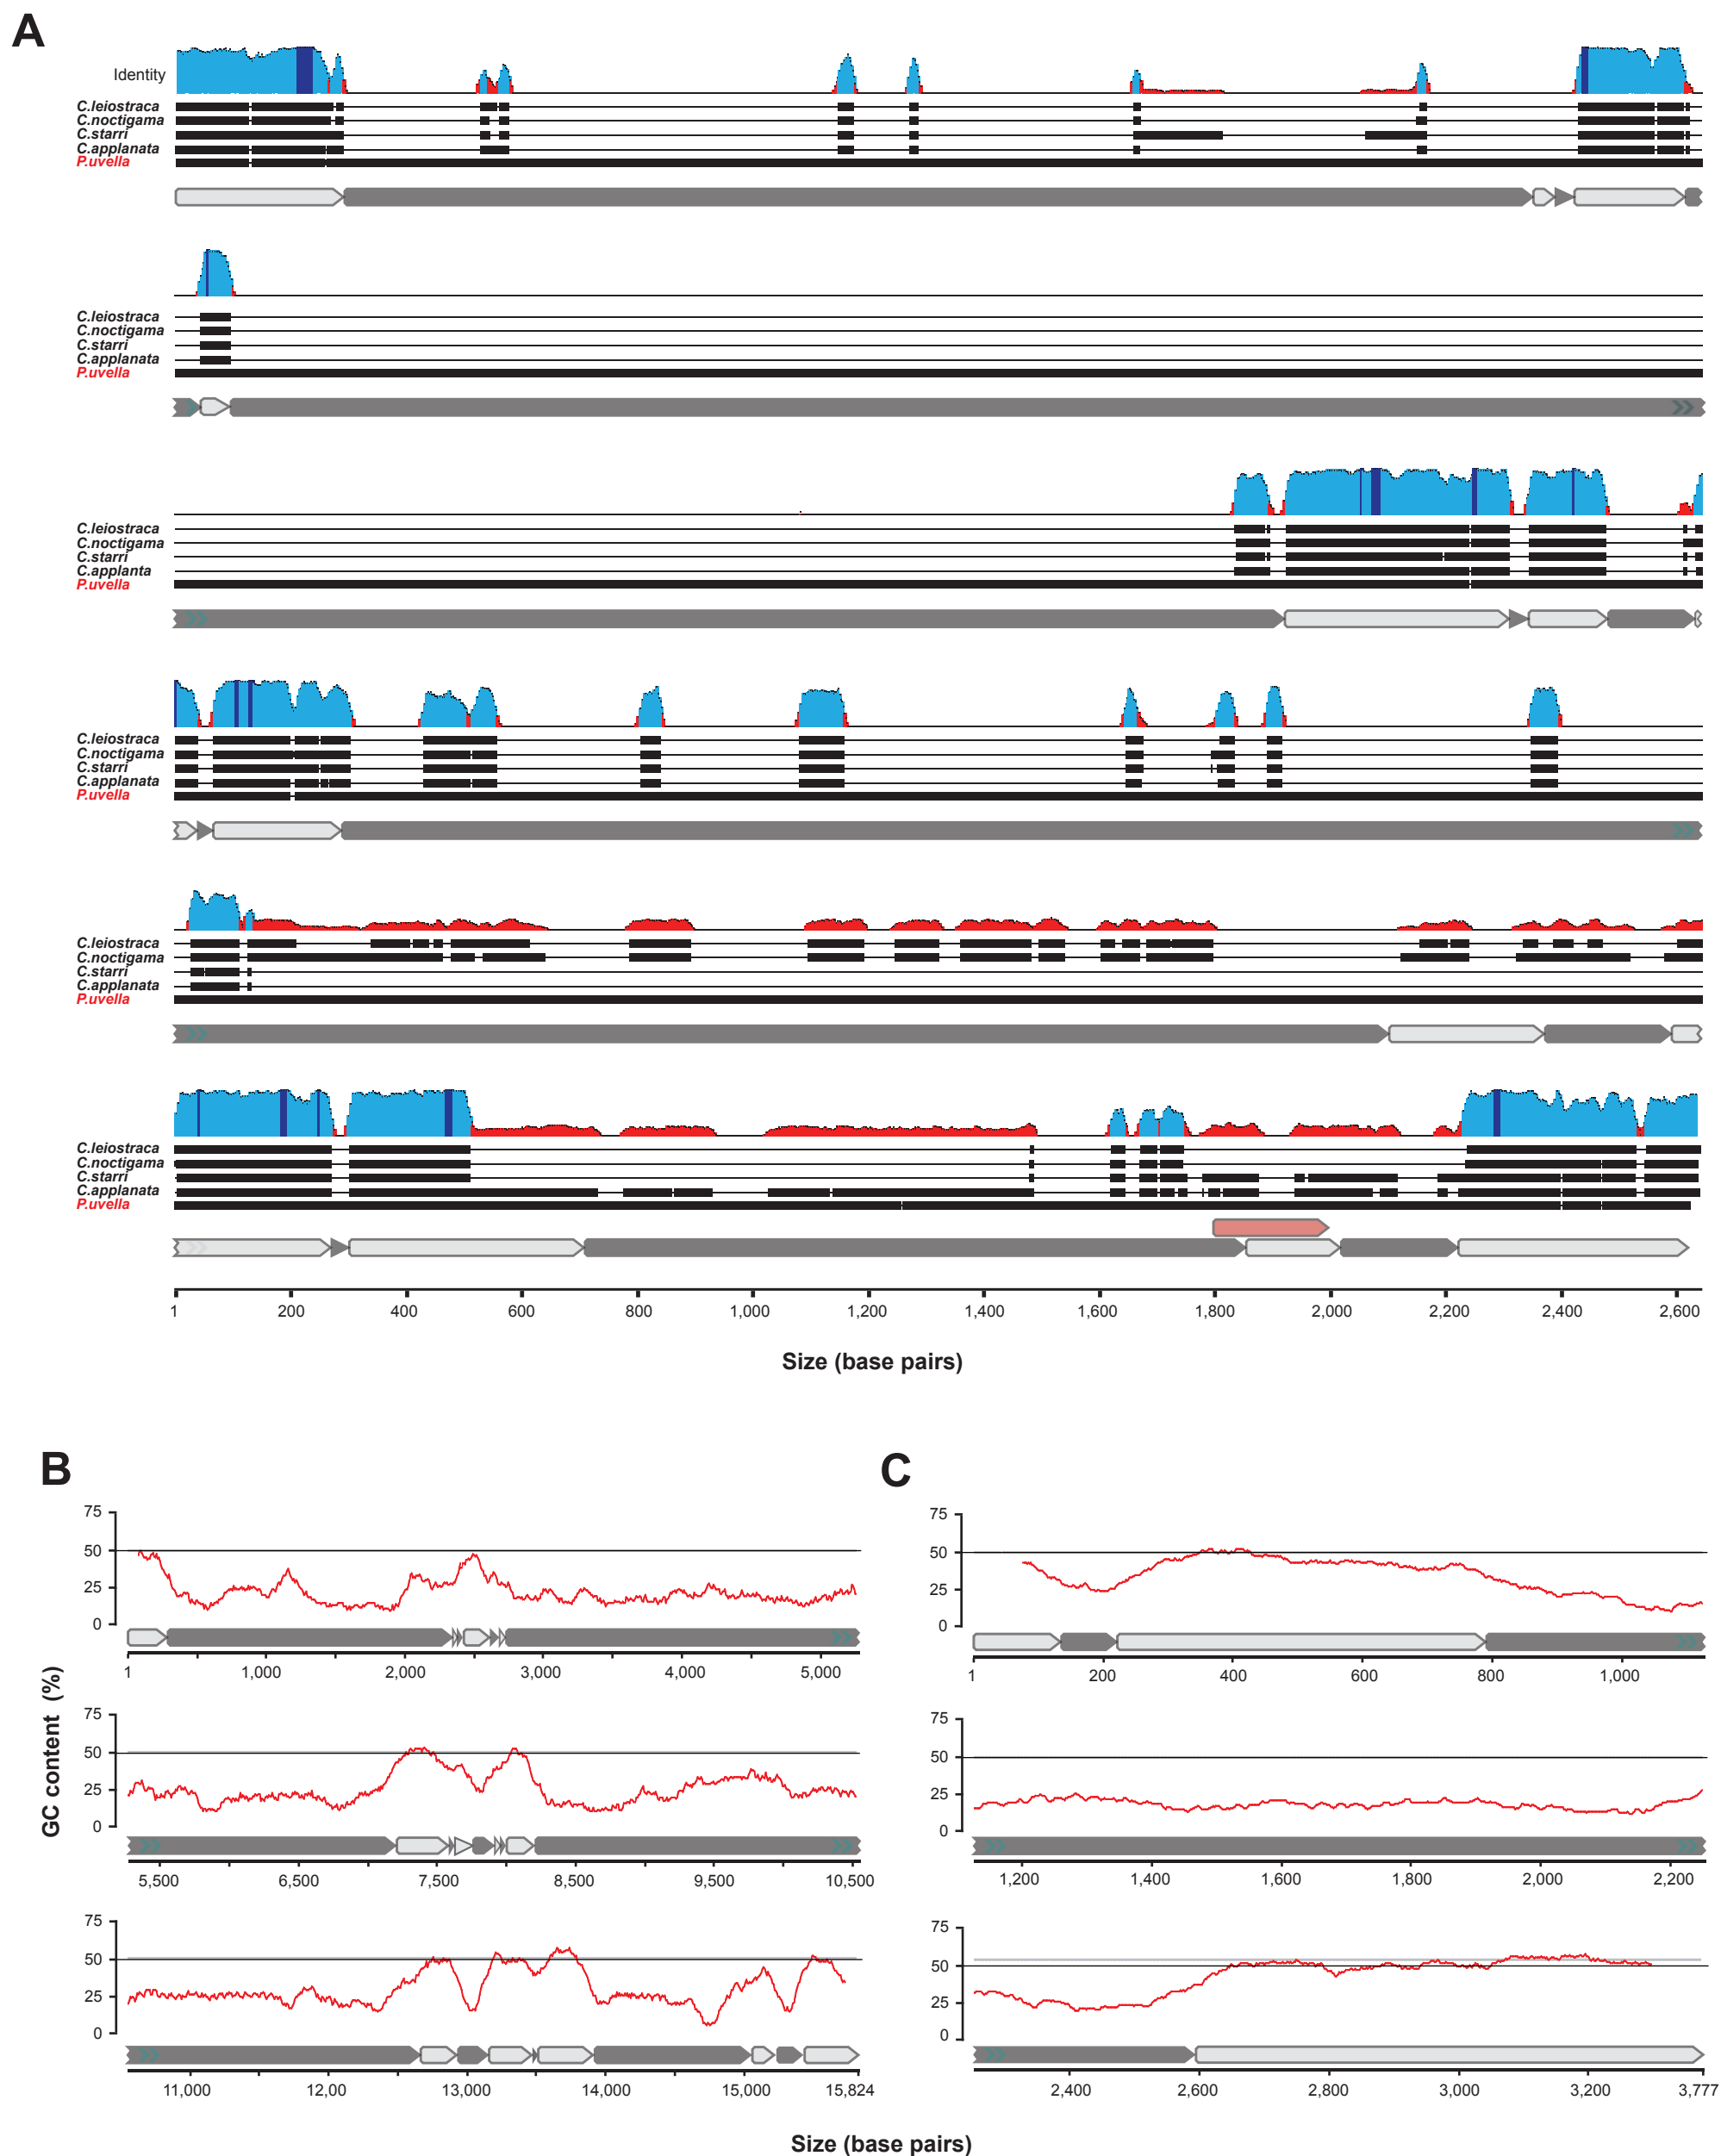 A
Identity
C.leiostraca
C.noctigama
C.starri
C.applanata
P.uvella
C.leiostraca
C.noctigama
C.starri
C.applanata
P.uvella
C.leiostraca
C.noctigama
C.starri
C.applanta
P.uvella
C.leiostraca
C.noctigama
C.starri
C.applanata
P.uvella
C.leiostraca
C.noctigama
C.starri
C.applanata
P.uvella
C.leiostraca
C.noctigama
C.starri
C.applanata
P.uvella
1 200 400 600 800 1,000 1,200 1,400 1,600 1,800 2,000 2,200 2,400 2,600
Size (base pairs)
B
GC content (%)
75
50
25
0
1 1,000 2,000 3,000 4,000 5,000
75
50
25
0
5,500 6,500 7,500 8,500 9,500 10,500
75
50
25
0
11,000 12,00 13,000 14,000 15,000 15,824
C
75
50
25
0
1 200 400 600 800 1,000
75
50
25
0
1,200 1,400 1,600 1,800 2,000 2,200
75
50
25
0
2,400 2,600 2,800 3,000 3,200 3,777
Size (base pairs)